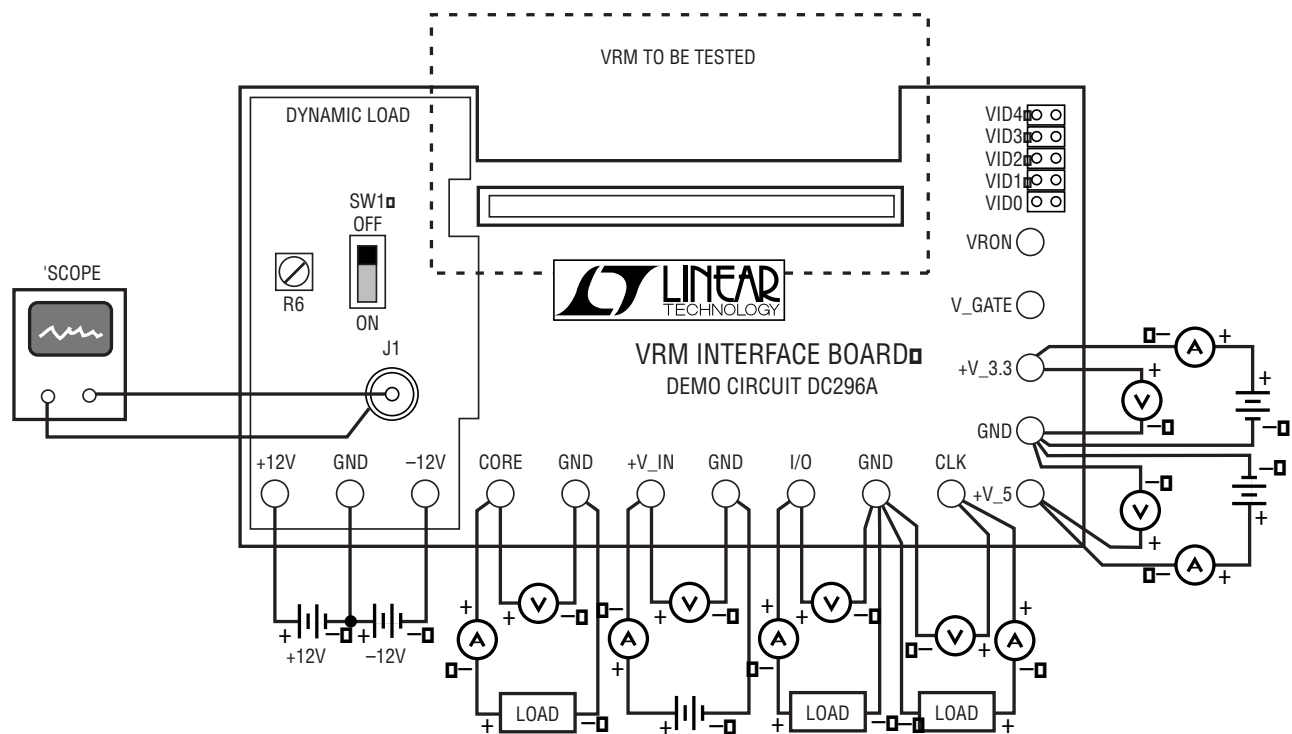 VRM TO BE TESTED
DYNAMIC LOAD
VID4
VID3
VID2
VID1
VID0
SW1
OFF
ON
R6
'SCOPE
J1
VRON
V_GATE
LINEAR
TECHNOLOGY
VRM INTERFACE BOARD
DEMO CIRCUIT DC296A
+V_3.3
GND
+V_5
+12V
GND
–12V
CORE
GND
+V_IN
GND
I/O
GND
CLK
A
+
–
V
+
–
+
–
V
–
+
–
+
A
–
+
+
–
+12V
+
–
–12V
V
+
–
A
+
–
+
LOAD
–
V
+
–
A
–
+
+
–
V
+
–
A
+
–
+
LOAD
–
V
–
+
A
+
–
–
LOAD
+